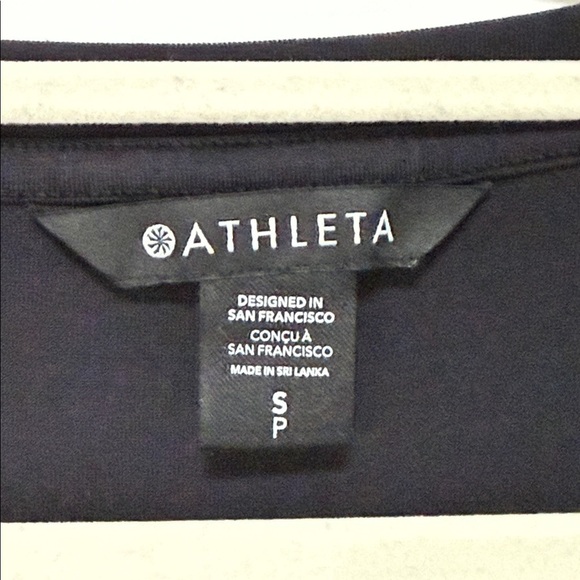 ATHLETA
DESIGNED IN
SAN FRANCISCO
CONÇU À
SAN FRANCISCO
MADE IN SRI LANKA
S
P